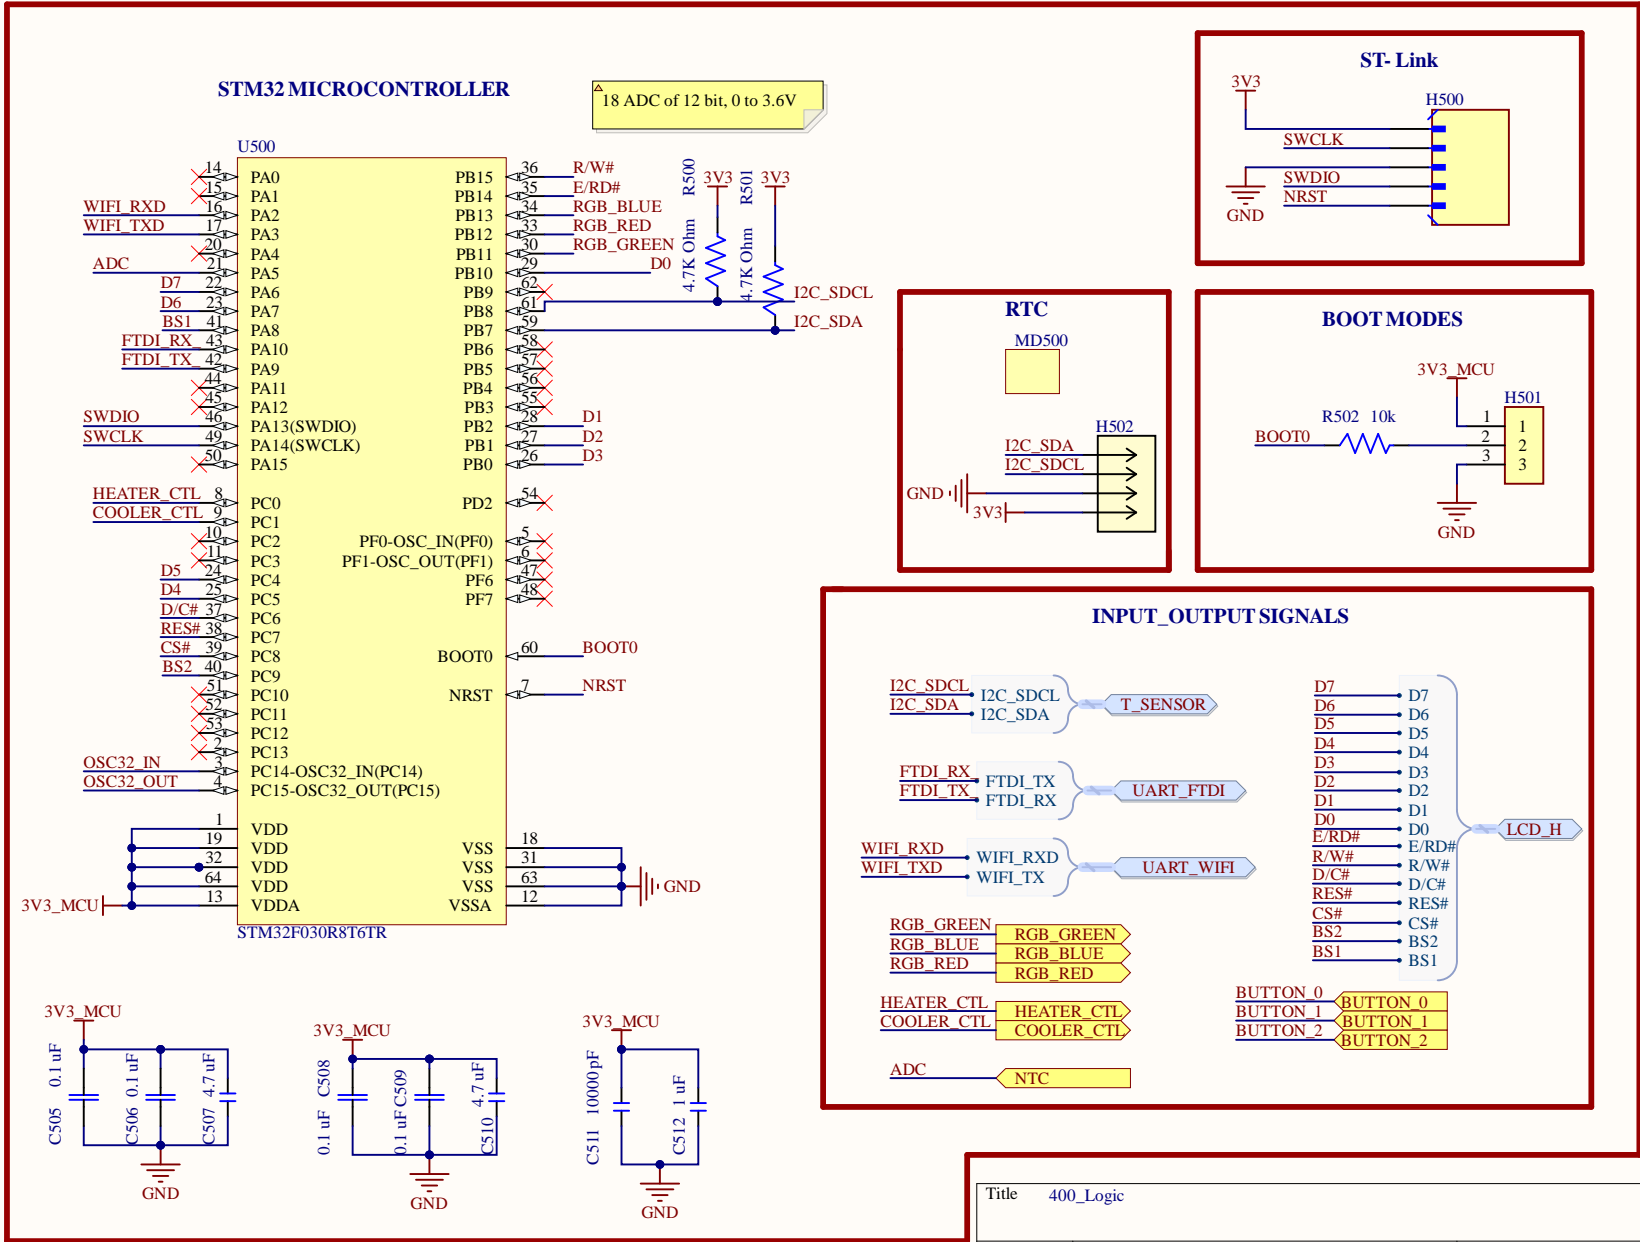 STM32 MICROCONTROLLER
18 ADC of 12 bit, 0 to 3.6V
U500
14 PA0
15 PA1
WIFI_RXD 16 PA2
WIFI_TXD 17 PA3
20 PA4
ADC 21 PA5
D7 22 PA6
D6 23 PA7
BS1 41 PA8
FTDI_RX_ 43 PA10
FTDI_TX_ 42 PA9
44 PA11
45 PA12
SWDIO 46 PA13(SWDIO)
SWCLK 49 PA14(SWCLK)
50 PA15
HEATER_CTL 8 PC0
COOLER_CTL 9 PC1
10 PC2
11 PC3
D5 24 PC4
D4 25 PC5
D/C# 37 PC6
RES# 38 PC7
CS# 39 PC8
BS2 40 PC9
51 PC10
52 PC11
53 PC12
2 PC13
OSC32_IN 3 PC14-OSC32_IN(PC14)
OSC32_OUT 4 PC15-OSC32_OUT(PC15)
1 VDD
19 VDD
32 VDD
64 VDD
3V3_MCU 13 VDDA
PB15 36 R/W#
PB14 35 E/RD#
PB13 34 RGB_BLUE
PB12 33 RGB_RED
PB11 30 RGB_GREEN
PB10 29 D0
PB9 62
PB8 61 I2C_SDCL
PB7 59 I2C_SDA
PB6 58
PB5 57
PB4 56
PB3 55
PB2 28 D1
PB1 27 D2
PB0 26 D3
PD2 54
PF0-OSC_IN(PF0) 5
PF1-OSC_OUT(PF1) 6
PF6 47
PF7 48
BOOT0 60 BOOT0
NRST 7 NRST
VSS 18
VSS 31
VSS 63 GND
VSSA 12
STM32F030R8T6TR
R500 3V3 R501 3V3
4.7K Ohm 4.7K Ohm
3V3_MCU
C505 0.1 uF
C506 0.1 uF
C507 4.7 uF
GND
3V3_MCU
0.1 uF C508
0.1 uF C509
C510 4.7 uF
GND
3V3_MCU
C511 10000 pF
C512 1 uF
GND
ST- Link
3V3
H500
SWCLK
SWDIO
GND
NRST
RTC
MD500
H502
I2C_SDA
I2C_SDCL
GND
3V3
BOOT MODES
3V3_MCU
H501
R502 10k
BOOT0
1 1
2 2
3 3
GND
INPUT_OUTPUT SIGNALS
I2C_SDCL I2C_SDCL
I2C_SDA I2C_SDA
T_SENSOR
FTDI_RX_ FTDI_TX
FTDI_TX_ FTDI_RX
UART_FTDI
WIFI_RXD WIFI_RXD
WIFI_TXD WIFI_TX
UART_WIFI
RGB_GREEN RGB_GREEN
RGB_BLUE RGB_BLUE
RGB_RED RGB_RED
HEATER_CTL HEATER_CTL
COOLER_CTL COOLER_CTL
ADC NTC
D7 D7
D6 D6
D5 D5
D4 D4
D3 D3
D2 D2
D1 D1
D0 D0
E/RD# E/RD#
R/W# R/W#
D/C# D/C#
RES# RES#
CS# CS#
BS2 BS2
BS1 BS1
LCD_H
BUTTON_0 BUTTON_0
BUTTON_1 BUTTON_1
BUTTON_2 BUTTON_2
Title 400_Logic